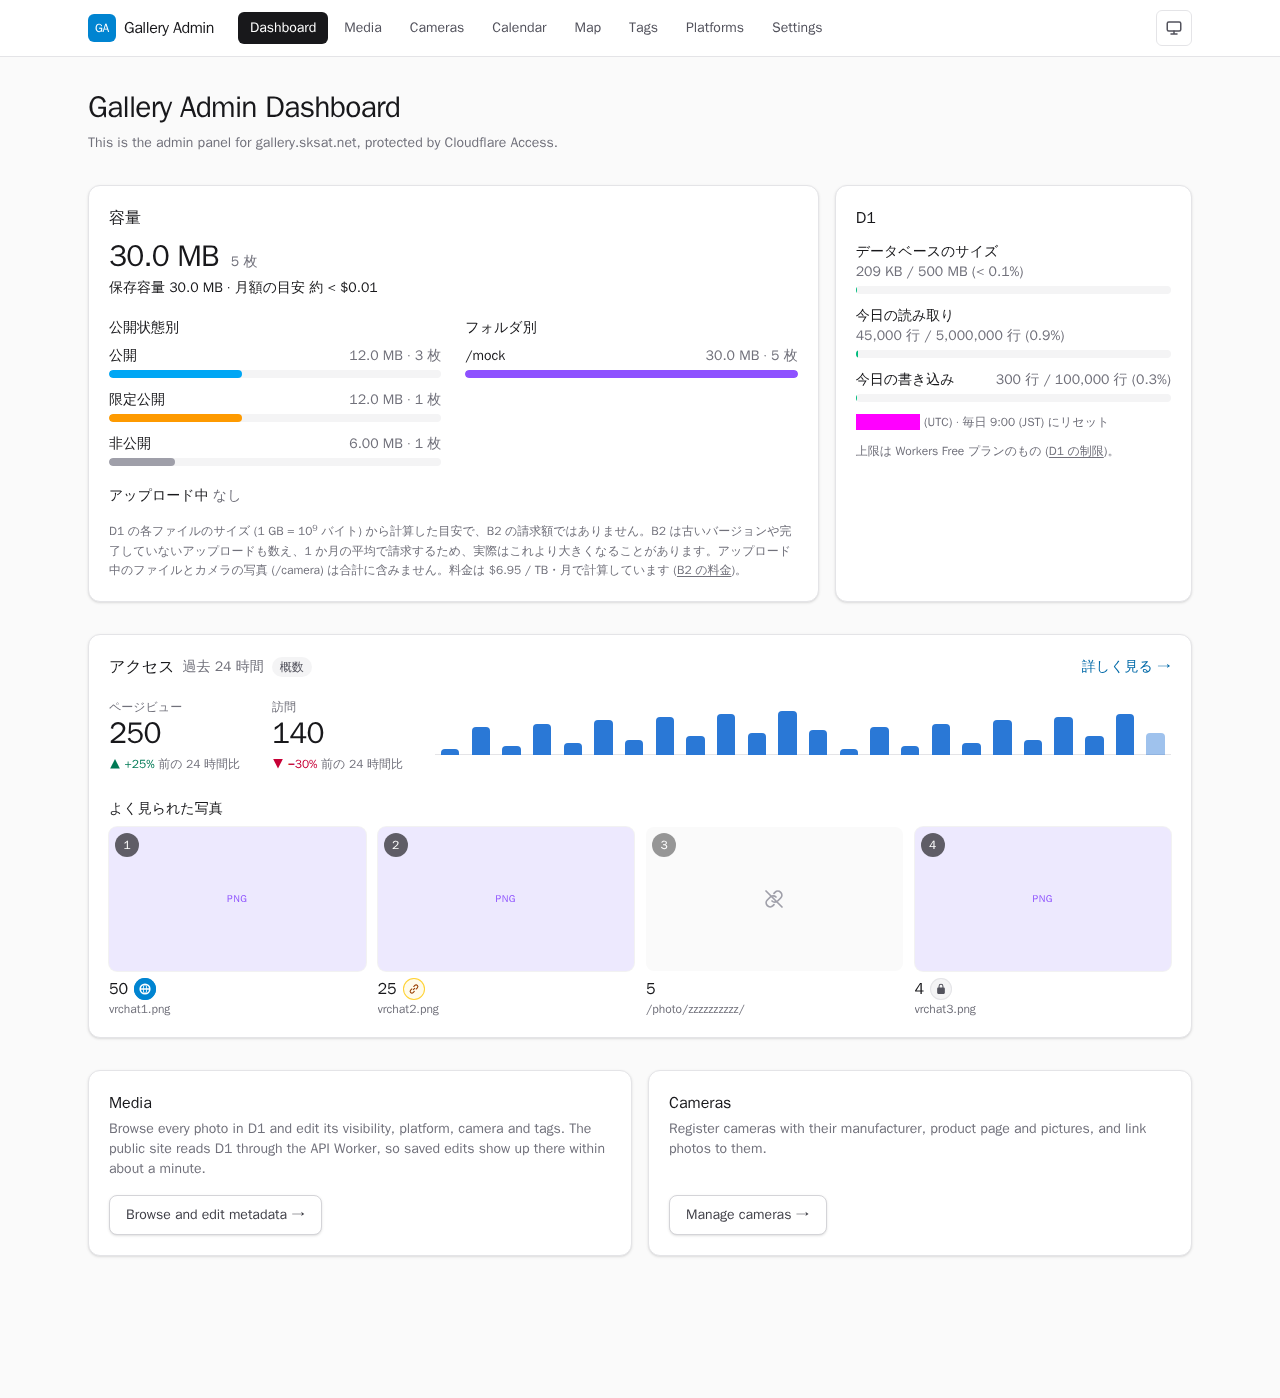 GA Gallery Admin Dashboard Media Cameras Calendar Map Tags Platforms Settings
Gallery Admin Dashboard
This is the admin panel for gallery.sksat.net, protected by Cloudflare Access.
容量
30.0 MB 5 枚
保存容量 30.0 MB · 月額の目安 約 < $0.01
公開状態別
公開 12.0 MB · 3 枚
限定公開 12.0 MB · 1 枚
非公開 6.00 MB · 1 枚
フォルダ別
/mock 30.0 MB · 5 枚
アップロード中 なし
D1 の各ファイルのサイズ (1 GB = 10⁹ バイト) から計算した目安で、B2 の請求額ではありません。B2 は古いバージョンや完
了していないアップロードも数え、1 か月の平均で請求するため、実際はこれより大きくなることがあります。アップロード
中のファイルとカメラの写真 (/camera) は合計に含みません。料金は $6.95 / TB・月で計算しています (B2 の料金)。
D1
データベースのサイズ
209 KB / 500 MB (< 0.1%)
今日の読み取り
45,000 行 / 5,000,000 行 (0.9%)
今日の書き込み 300 行 / 100,000 行 (0.3%)
(UTC) · 毎日 9:00 (JST) にリセット
上限は Workers Free プランのもの (D1 の制限)。
アクセス 過去 24 時間 概数 詳しく見る →
ページビュー
250
▲ +25% 前の 24 時間比
訪問
140
▼ −30% 前の 24 時間比
よく見られた写真
1 PNG
50
vrchat1.png
2 PNG
25
vrchat2.png
3
5
/photo/zzzzzzzzzz/
4 PNG
4
vrchat3.png
Media
Browse every photo in D1 and edit its visibility, platform, camera and tags. The
public site reads D1 through the API Worker, so saved edits show up there within
about a minute.
Browse and edit metadata →
Cameras
Register cameras with their manufacturer, product page and pictures, and link
photos to them.
Manage cameras →